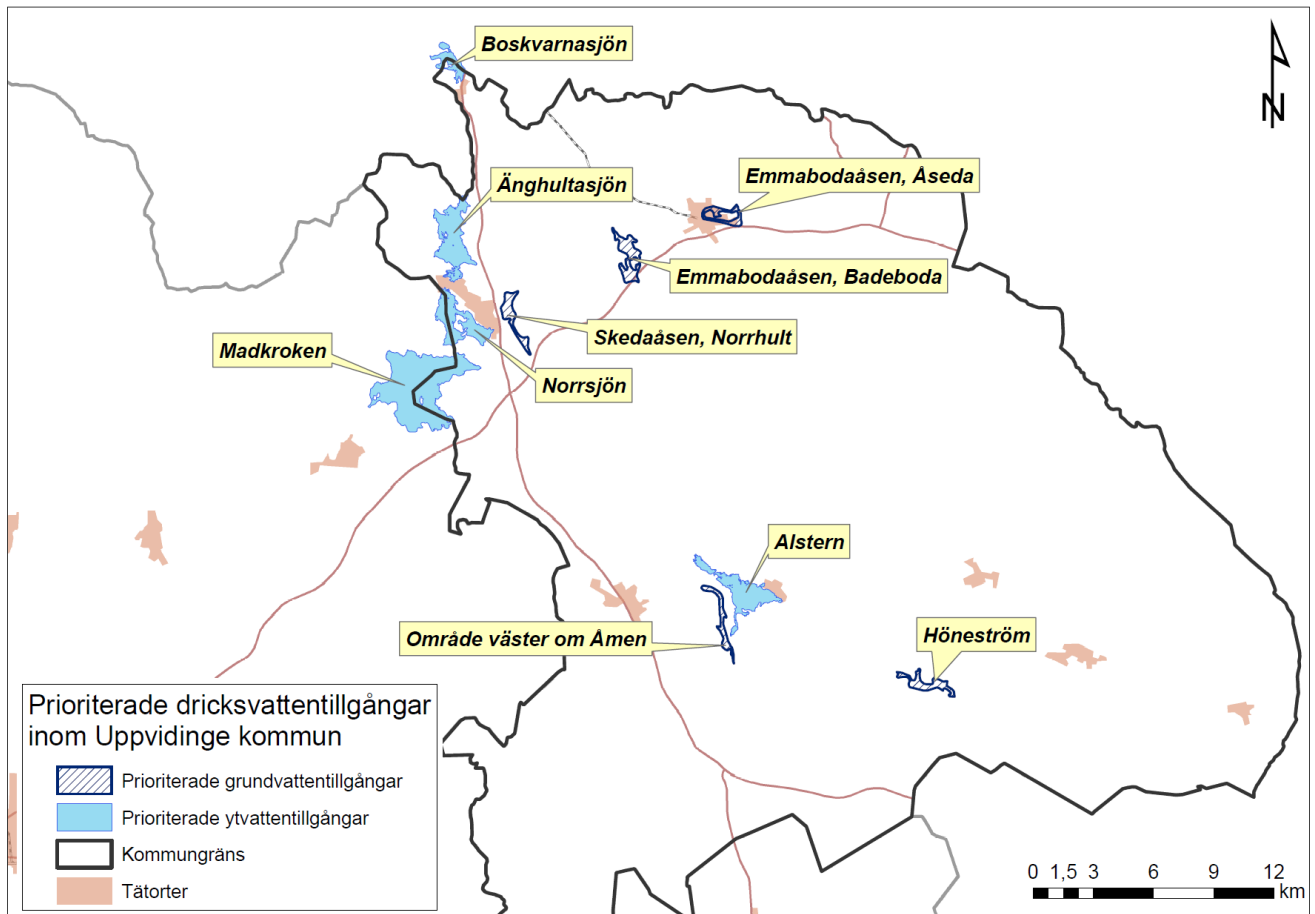 Boskvarnasjön
N
Änghultasjön
Emmabodaåsen, Åseda
Emmabodaåsen, Badeboda
Skedaåsen, Norrhult
Madkroken
Norrsjön
Alstern
Område väster om Åmen
Höneström
Prioriterade dricksvattentillgångar
inom Uppvidinge kommun
Prioriterade grundvattentillgångar
Prioriterade ytvattentillgångar
Kommungräns
Tätorter
0 1,5 3 6 9 12
km